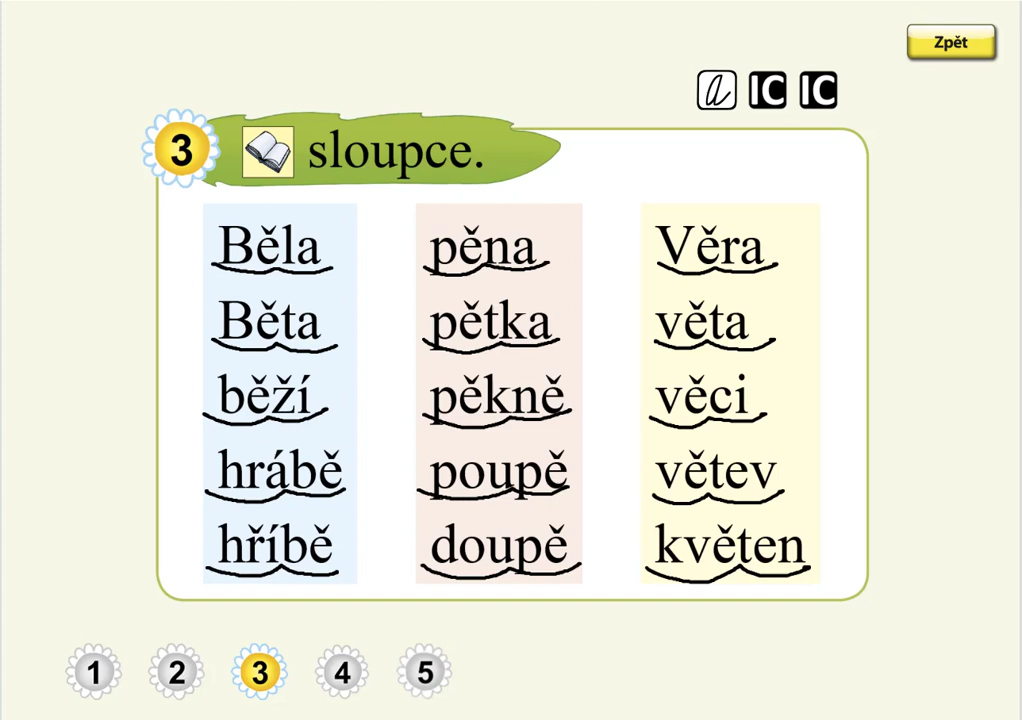 Zpět
a IC IC
3 sloupce.
Běla pěna Věra
Běta pětka věta
běží pěkně věci
hrábě poupě větev
hříbě doupě květen
1 2 3 4 5